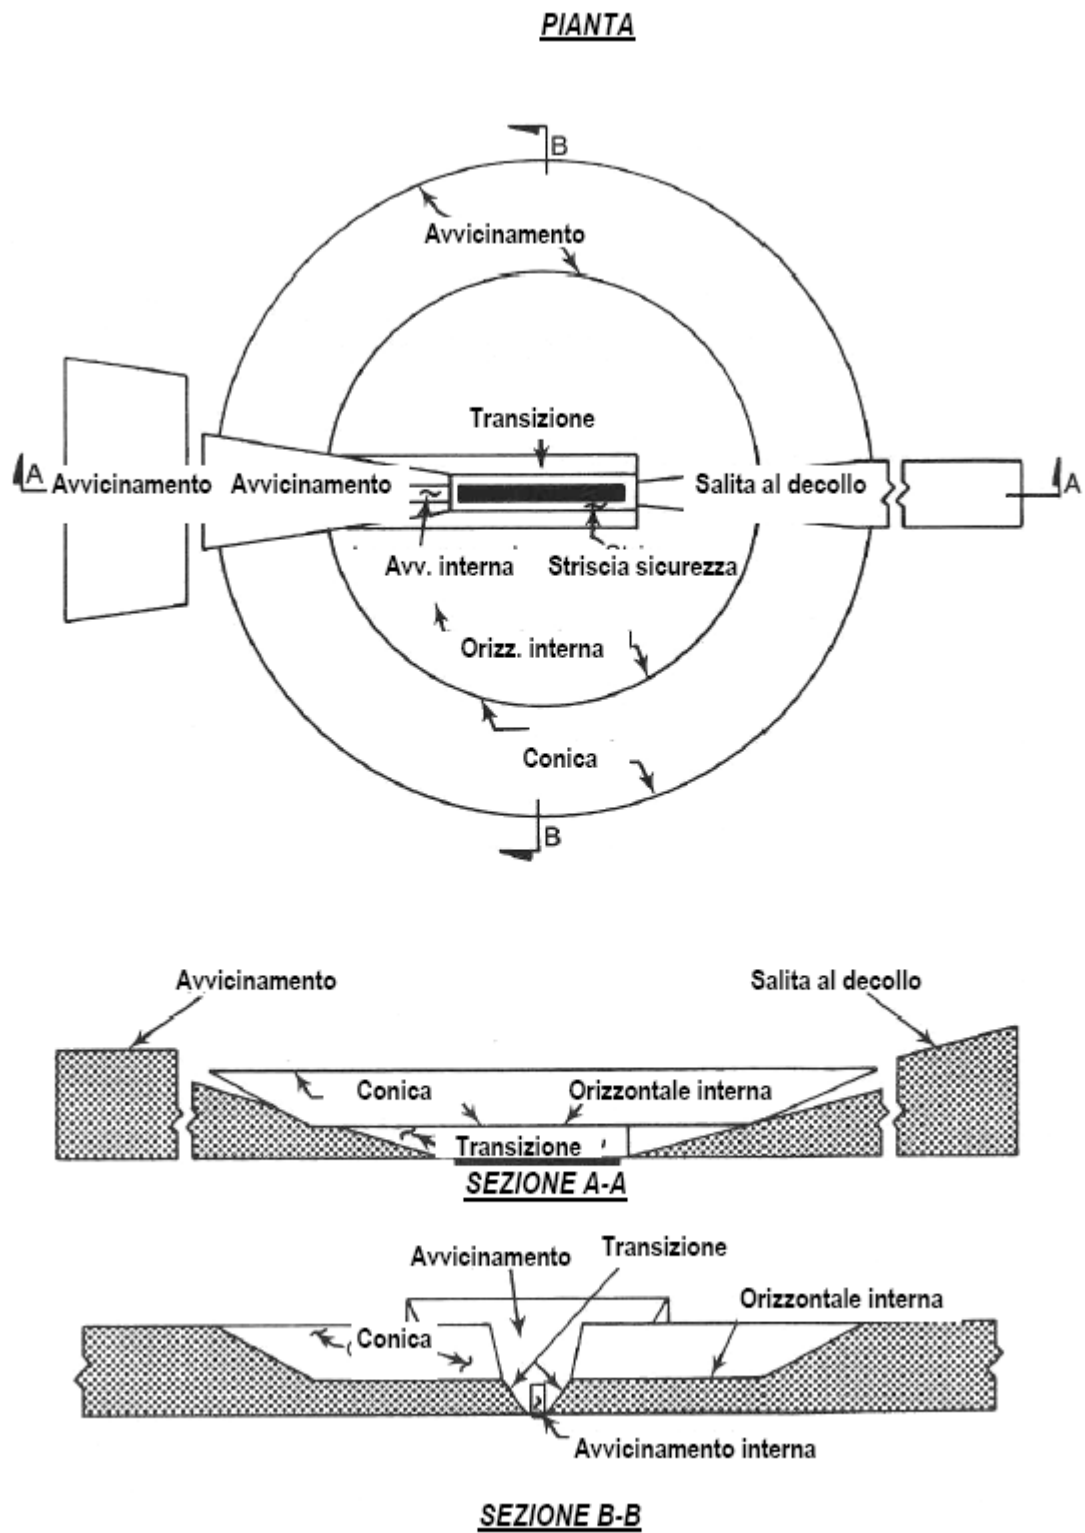 PIANTA
B
Avvicinamento
Transizione
A
Avvicinamento
Avvicinamento
Salita al decollo
A
Avv. interna
Striscia sicurezza
Orizz. interna
Conica
B
Avvicinamento
Salita al decollo
Conica
Orizzontale interna
Transizione
SEZIONE A-A
Avvicinamento
Transizione
Orizzontale interna
Conica
Avvicinamento interna
SEZIONE B-B